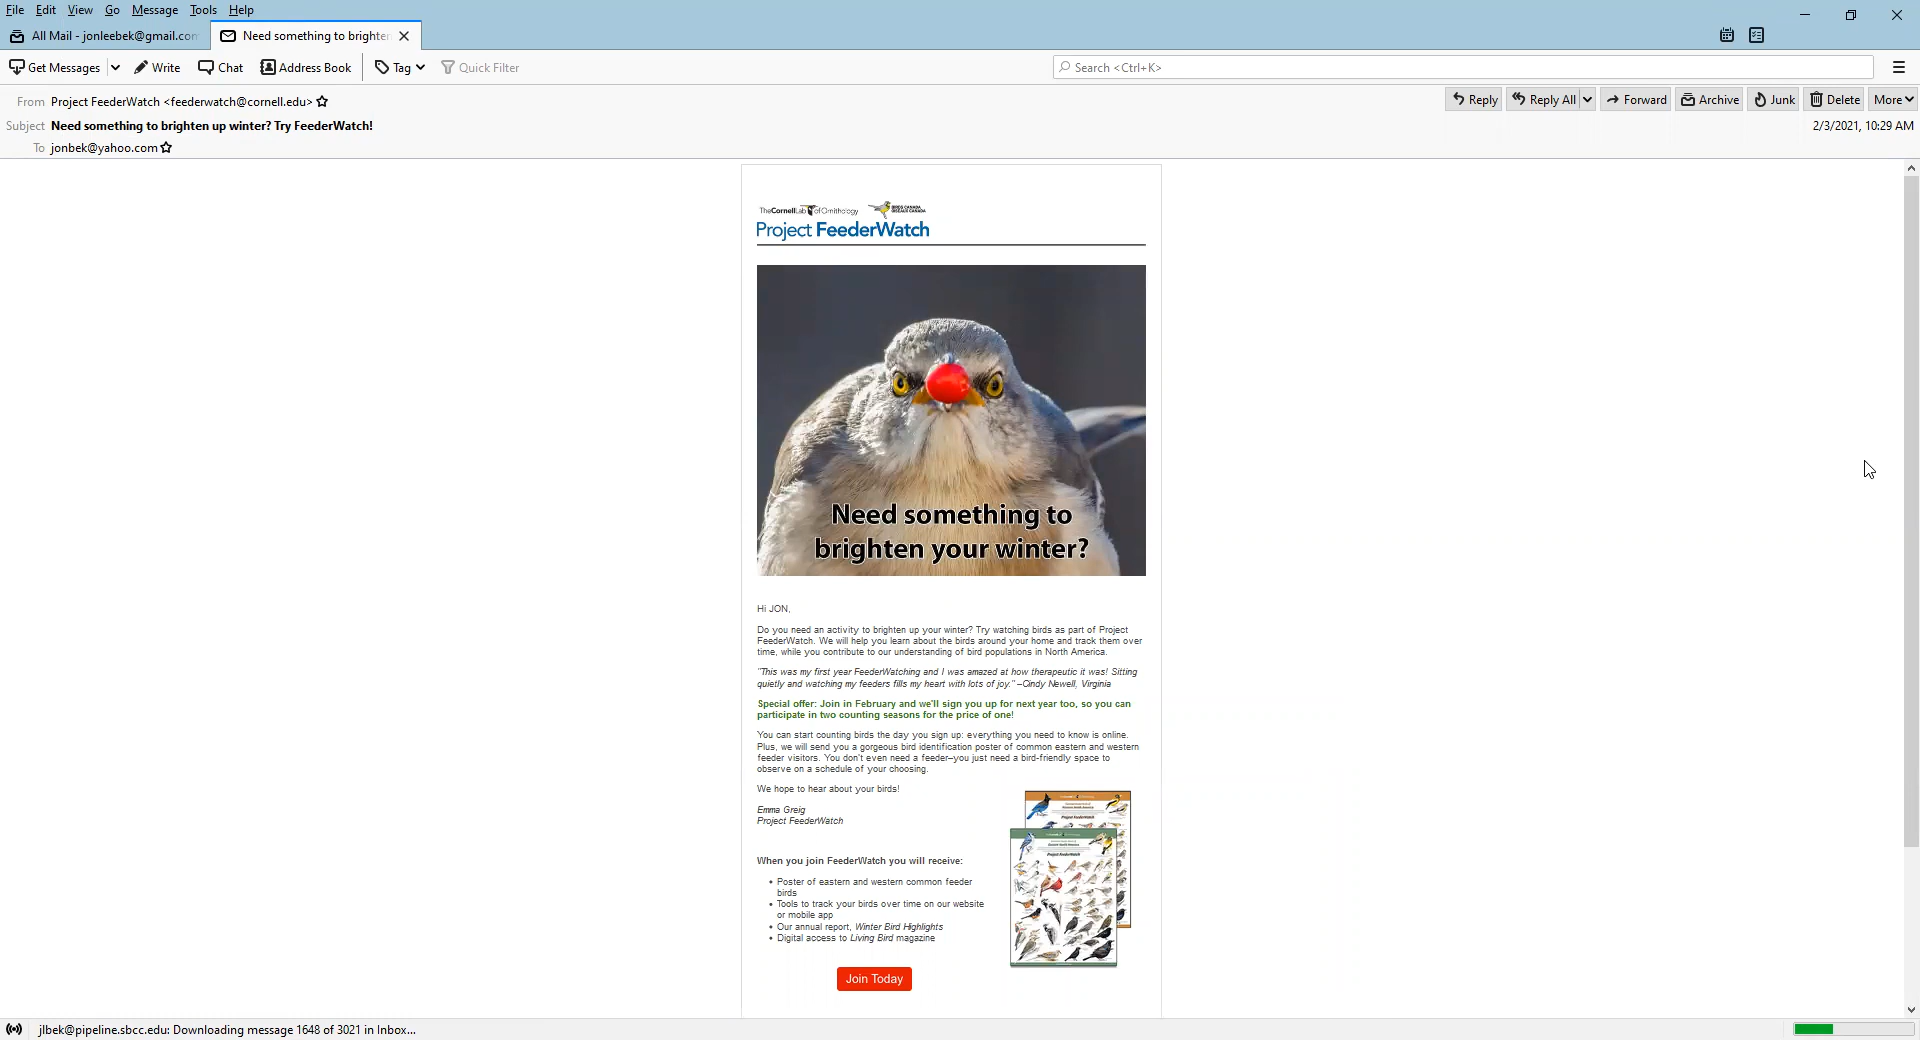 File Edit View Go Message Tools Help
All Mail - jonleebek@gmail.com Need something to brighten
Get Messages Write Chat Address Book Tag Quick Filter Search <Ctrl+K>
From Project FeederWatch <feederwatch@cornell.edu> Reply Reply All Forward Archive Junk Delete More
Subject Need something to brighten up winter? Try FeederWatch! 2/3/2021, 10:29 AM
To jonbek@yahoo.com
TheCornellLab of Ornithology BIRDS CANADA
OISEAUX CANADA
Project FeederWatch
Need something to
brighten your winter?
Hi JON,
Do you need an activity to brighten up your winter? Try watching birds as part of Project
FeederWatch. We will help you learn about the birds around your home and track them over
time, while you contribute to our understanding of bird populations in North America.
"This was my first year FeederWatching and I was amazed at how therapeutic it was! Sitting
quietly and watching my feeders fills my heart with lots of joy." –Cindy Newell, Virginia
Special offer: Join in February and we'll sign you up for next year too, so you can
participate in two counting seasons for the price of one!
You can start counting birds the day you sign up: everything you need to know is online.
Plus, we will send you a gorgeous bird identification poster of common eastern and western
feeder visitors. You don't even need a feeder–you just need a bird-friendly space to
observe on a schedule of your choosing.
We hope to hear about your birds!
Emma Greig
Project FeederWatch
When you join FeederWatch you will receive:
• Poster of eastern and western common feeder
birds
• Tools to track your birds over time on our website
or mobile app
• Our annual report, Winter Bird Highlights
• Digital access to Living Bird magazine
Project FeederWatch
Project FeederWatch
Join Today
jlbek@pipeline.sbcc.edu: Downloading message 1648 of 3021 in Inbox...